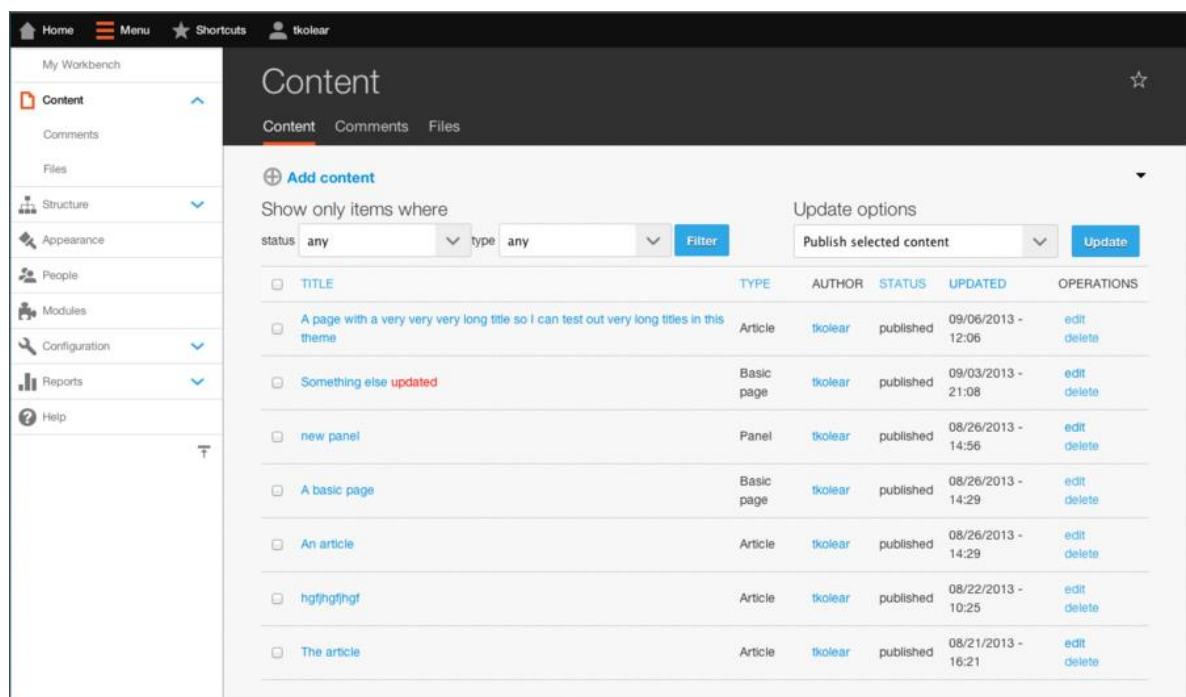 Home Menu Shortcuts tkolear
My Workbench
Content
Comments
Files
Structure
Appearance
People
Modules
Configuration
Reports
Help
Content
Content Comments Files
Add content
Show only items where
status any type any Filter
Update options
Publish selected content Update
TITLE TYPE AUTHOR STATUS UPDATED OPERATIONS
A page with a very very very long title so I can test out very long titles in this
theme
Article tkolear published
09/06/2013 -
12:06
edit
delete
Something else updated
Basic
page
tkolear published
09/03/2013 -
21:08
edit
delete
new panel
Panel tkolear published
08/26/2013 -
14:56
edit
delete
A basic page
Basic
page
tkolear published
08/26/2013 -
14:29
edit
delete
An article
Article tkolear published
08/26/2013 -
14:29
edit
delete
hgfjhgfjhgf
Article tkolear published
08/22/2013 -
10:25
edit
delete
The article
Article tkolear published
08/21/2013 -
16:21
edit
delete